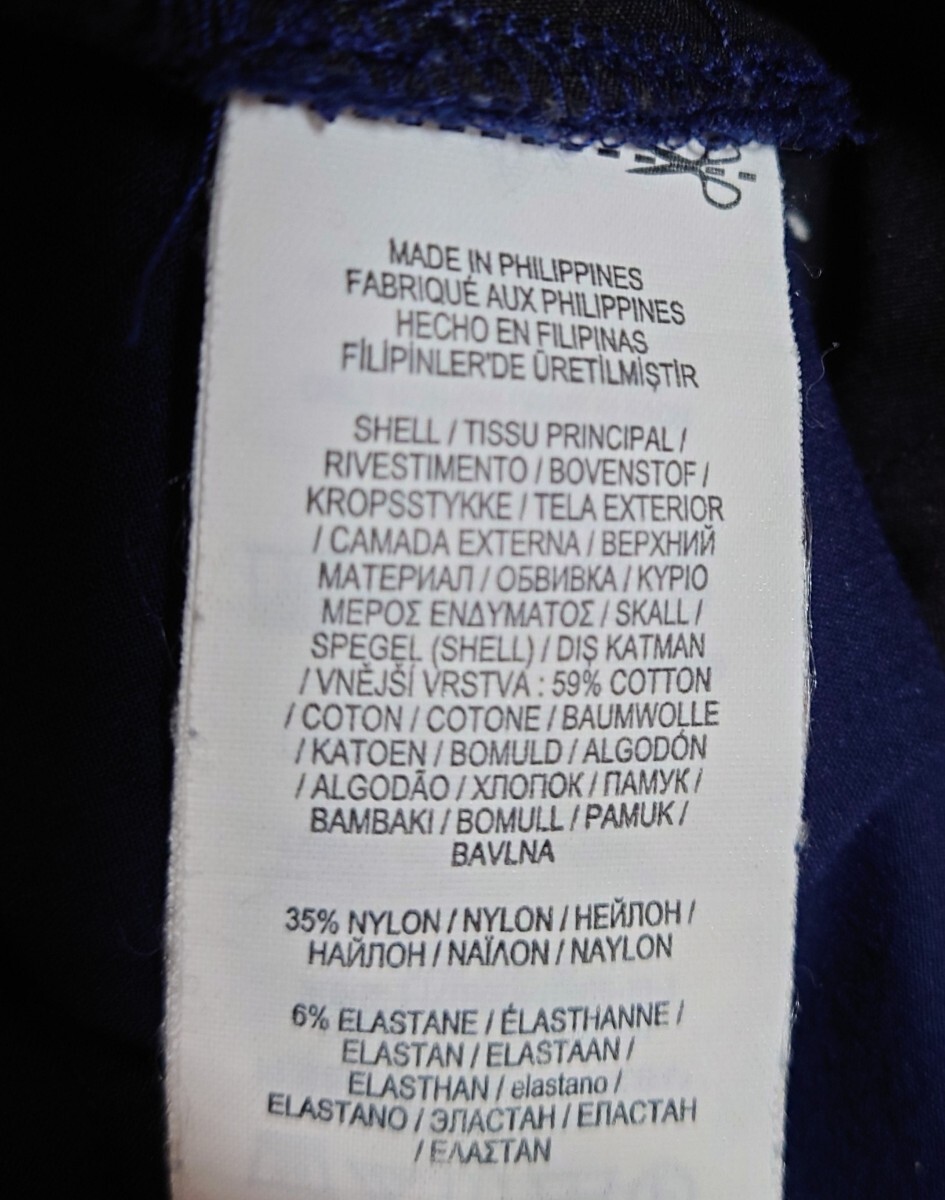 MADE IN PHILIPPINES
FABRIQUÉ AUX PHILIPPINES
HECHO EN FILIPINAS
FİLİPİNLER'DE ÜRETİLMİŞTİR
SHELL / TISSU PRINCIPAL /
RIVESTIMENTO / BOVENSTOF /
KROPSSTYKKE / TELA EXTERIOR
/ CAMADA EXTERNA / ВЕРХНИЙ
МАТЕРИАЛ / ОБВИВКА / ΚΥΡΙΟ
ΜΕΡΟΣ ΕΝΔΥΜΑΤΟΣ / SKALL /
SPEGEL (SHELL) / DIŞ KATMAN
/ VNĚJŠÍ VRSTVA : 59% COTTON
/ COTON / COTONE / BAUMWOLLE
/ KATOEN / BOMULD / ALGODÓN
/ ALGODÃO / ХЛОПОК / ПАМУК /
ΒΑΜΒΑΚΙ / BOMULL / PAMUK /
BAVLNA
35% NYLON / NYLON / НЕЙЛОН /
НАЙЛОН / ΝΑΪΛΟΝ / NAYLON
6% ELASTANE / ÉLASTHANNE /
ELASTAN / ELASTAAN /
ELASTHAN / elastano /
ELASTANO / ЭЛАСТАН / ЕЛАСТАН
/ ΕΛΑΣΤΑΝ